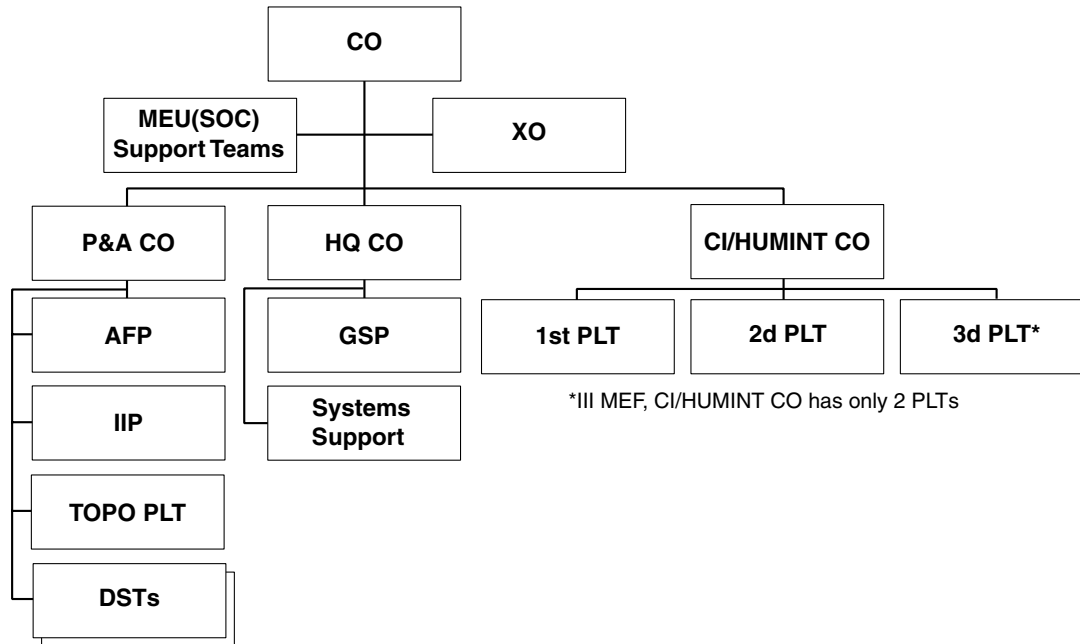 CO
MEU(SOC)
Support Teams
XO
P&A CO
HQ CO
CI/HUMINT CO
AFP
GSP
1st PLT
2d PLT
3d PLT*
*III MEF, CI/HUMINT CO has only 2 PLTs
IIP
Systems
Support
TOPO PLT
DSTs